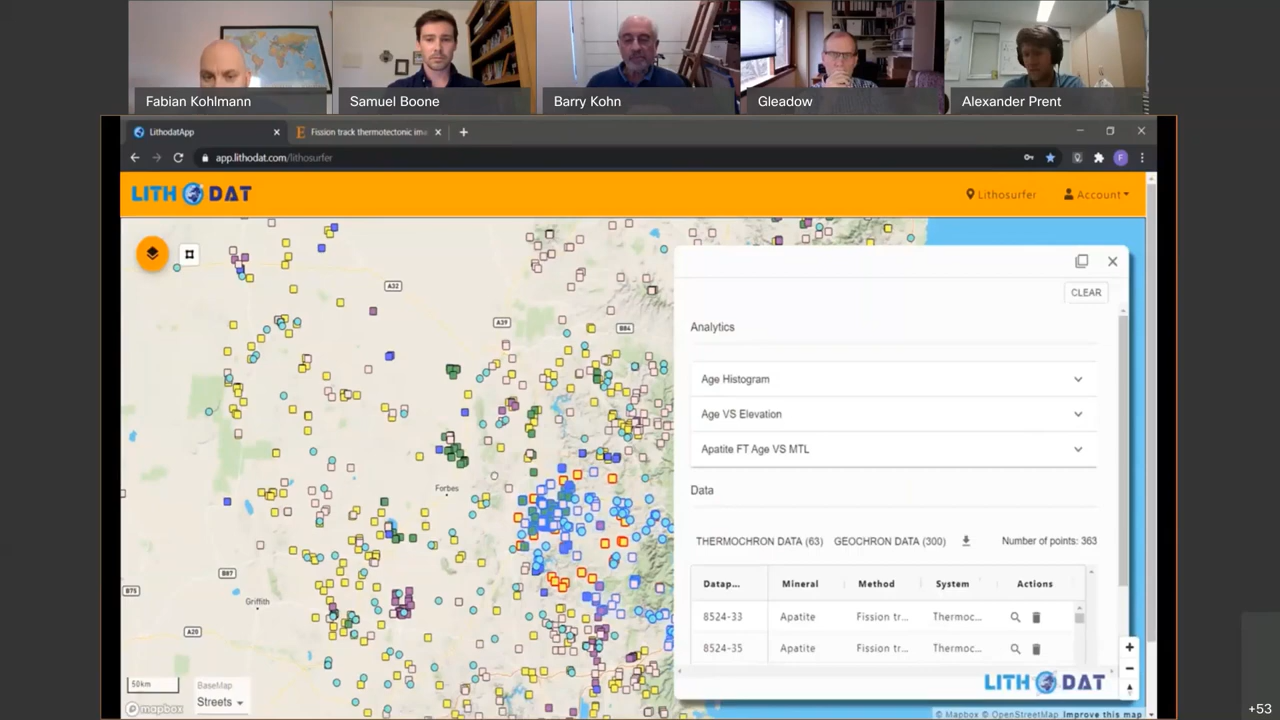 Fabian Kohlmann
Samuel Boone
Barry Kohn
Gleadow
Alexander Prent
LithodatApp
Fission track thermotectonic im
app.lithodat.com/lithosurfer
F
LITH DAT
Lithosurfer
Account
CLEAR
A32
A39
B84
Analytics
Age Histogram
Age VS Elevation
Apatite FT Age VS MTL
Data
Forbes
THERMOCHRON DATA (63) GEOCHRON DATA (300)
Number of points: 363
B87
B75
Griffith
A20
Datap... Mineral Method System Actions
8524-33 Apatite Fission tr... Thermoc...
8524-35 Apatite Fission tr... Thermoc...
LITH DAT
50km
BaseMap
Streets
mapbox
© Mapbox © OpenStreetMap Improve this map
+53